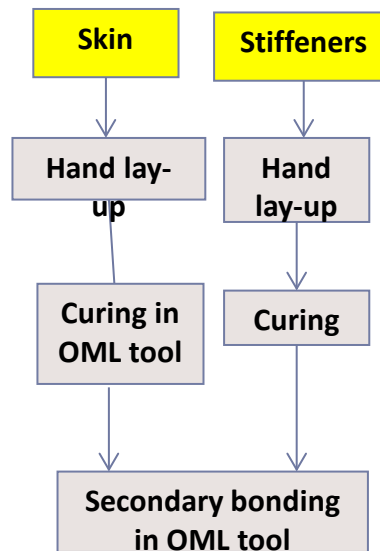 Skin
Stiffeners
Hand lay-
up
Hand
lay-up
Curing in
OML tool
Curing
Secondary bonding
in OML tool